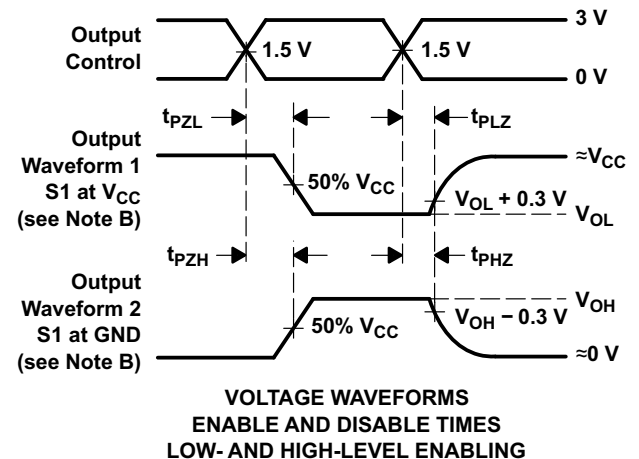 Output
Control
1.5 V
1.5 V
3 V
0 V
tPZL
tPLZ
Output
Waveform 1
S1 at VCC
(see Note B)
50% VCC
VOL + 0.3 V
≈VCC
VOL
tPZH
tPHZ
Output
Waveform 2
S1 at GND
(see Note B)
50% VCC
VOH − 0.3 V
VOH
≈0 V
VOLTAGE WAVEFORMS
ENABLE AND DISABLE TIMES
LOW- AND HIGH-LEVEL ENABLING